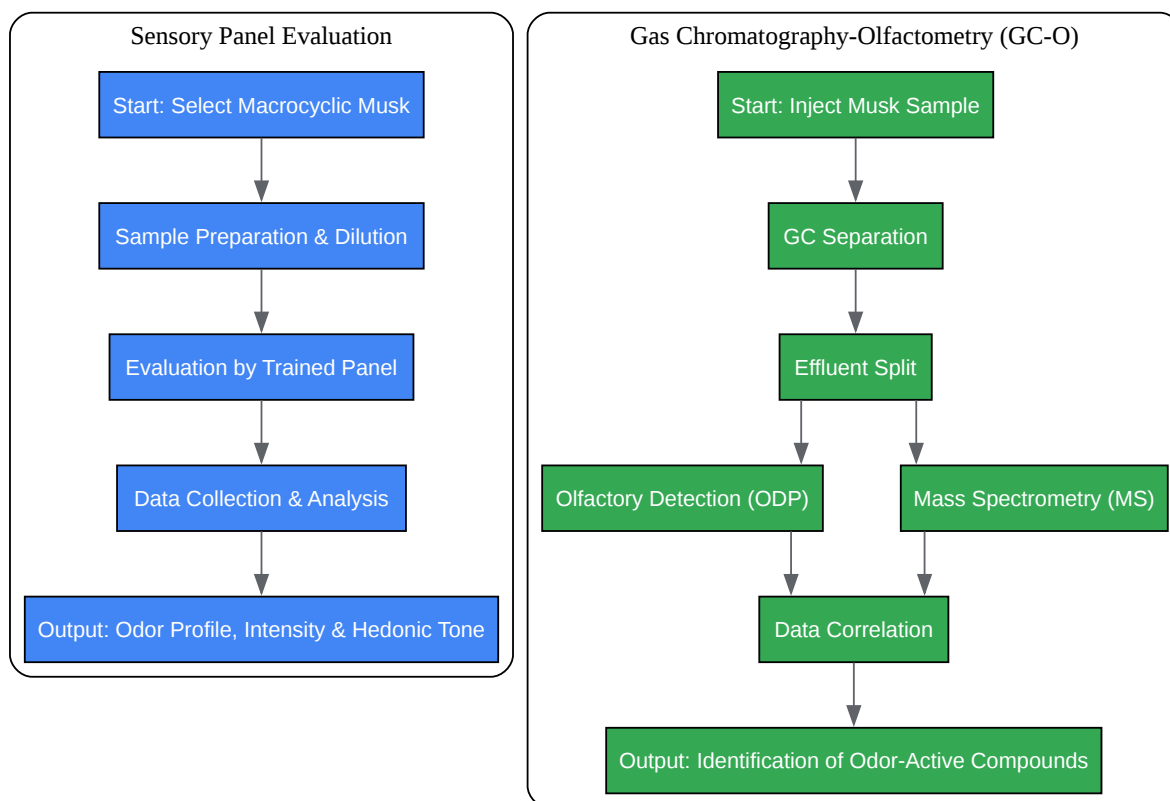 Sensory Panel Evaluation
Start: Select Macrocyclic Musk
Sample Preparation & Dilution
Evaluation by Trained Panel
Data Collection & Analysis
Output: Odor Profile, Intensity & Hedonic Tone
Gas Chromatography-Olfactometry (GC-O)
Start: Inject Musk Sample
GC Separation
Effluent Split
Olfactory Detection (ODP)
Mass Spectrometry (MS)
Data Correlation
Output: Identification of Odor-Active Compounds